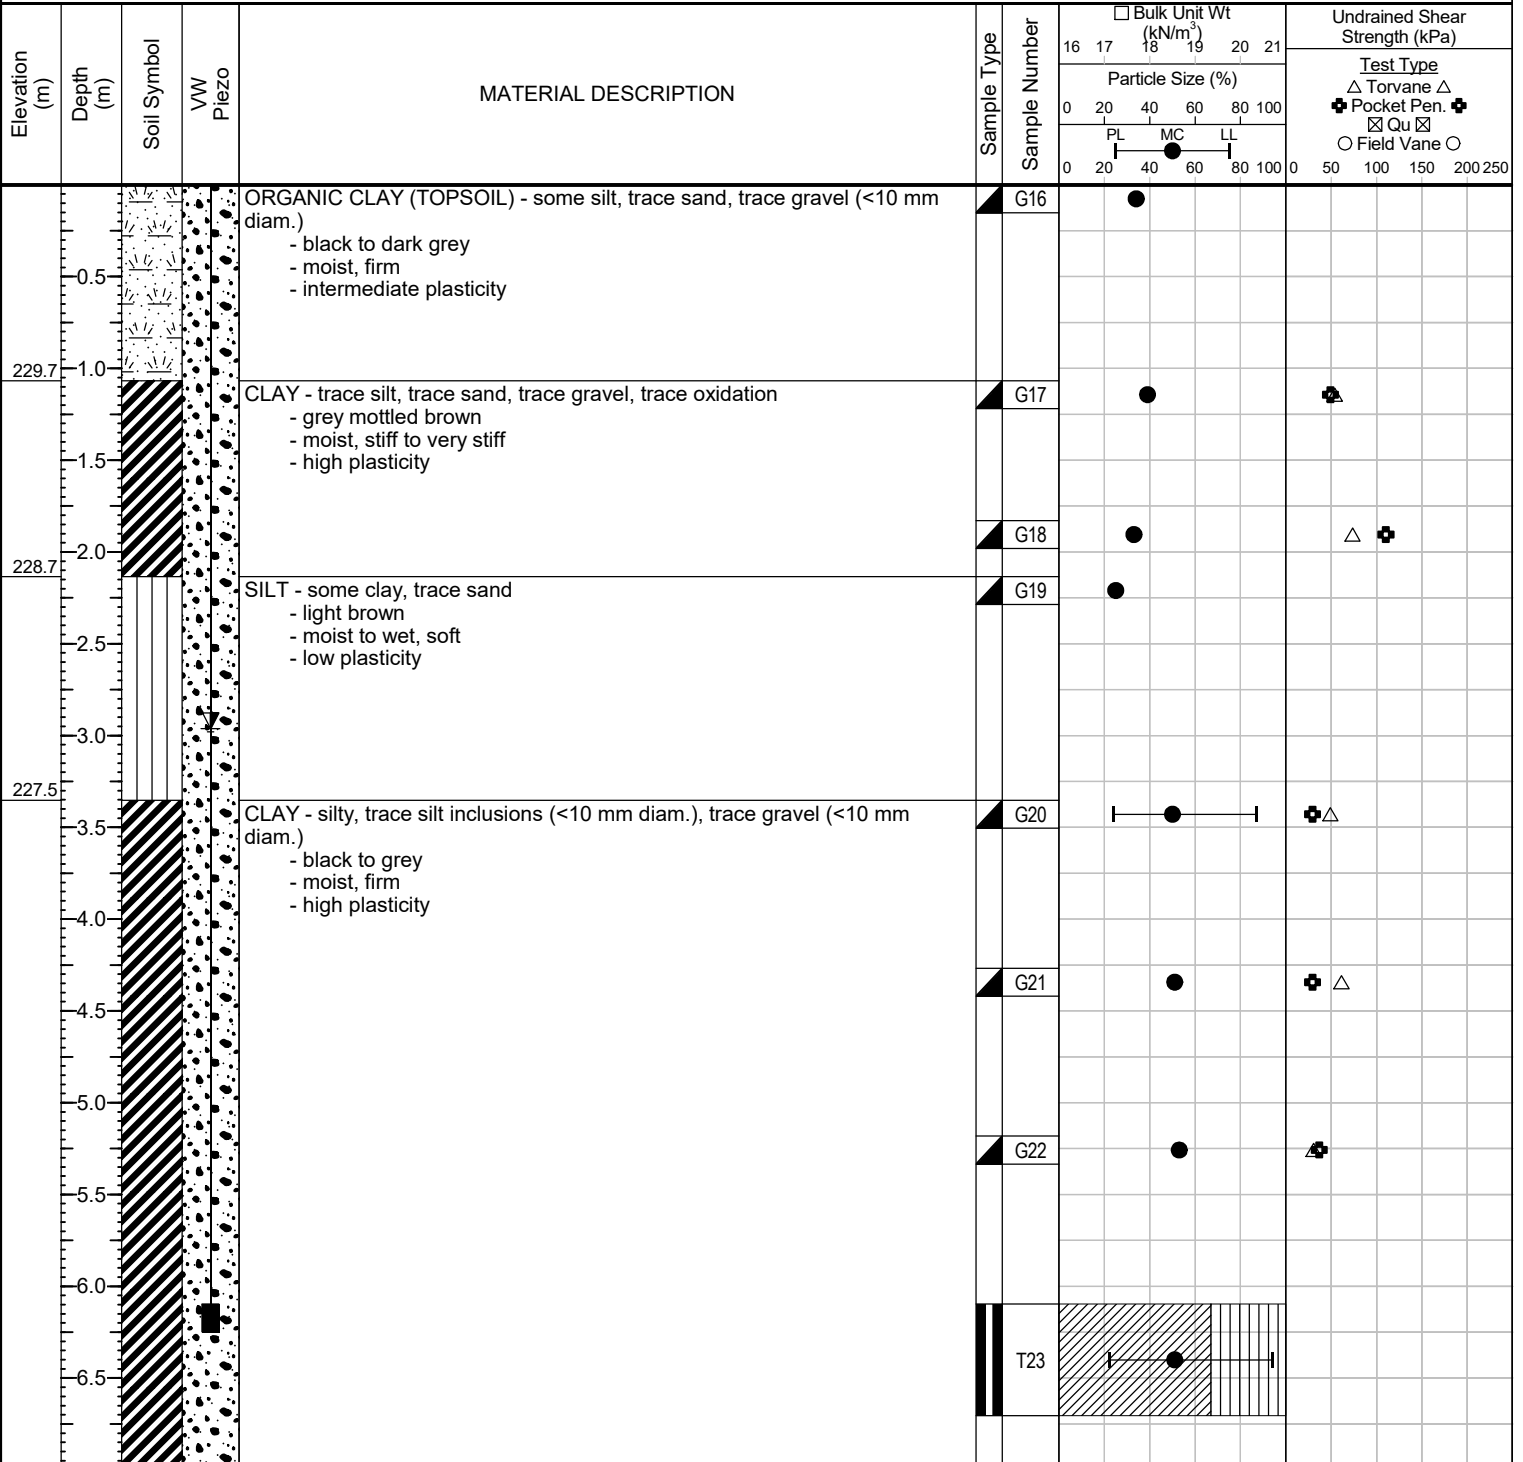 Elevation (m)
Depth (m)
Soil Symbol
VW Piezo
MATERIAL DESCRIPTION
Sample Type
Sample Number
□ Bulk Unit Wt
(kN/m³)
16 17 18 19 20 21
Particle Size (%)
0 20 40 60 80 100
PL MC LL
0 20 40 60 80 100
Undrained Shear
Strength (kPa)
Test Type
△ Torvane △
Pocket Pen.
☒ Qu ☒
○ Field Vane ○
0 50 100 150 200 250
ORGANIC CLAY (TOPSOIL) - some silt, trace sand, trace gravel (<10 mm
diam.)
- black to dark grey
- moist, firm
- intermediate plasticity
G16
0.5
229.7
1.0
CLAY - trace silt, trace sand, trace gravel, trace oxidation
- grey mottled brown
- moist, stiff to very stiff
- high plasticity
G17
1.5
G18
2.0
228.7
SILT - some clay, trace sand
- light brown
- moist to wet, soft
- low plasticity
G19
2.5
3.0
227.5
CLAY - silty, trace silt inclusions (<10 mm diam.), trace gravel (<10 mm
diam.)
- black to grey
- moist, firm
- high plasticity
G20
3.5
4.0
G21
4.5
5.0
G22
5.5
6.0
T23
6.5